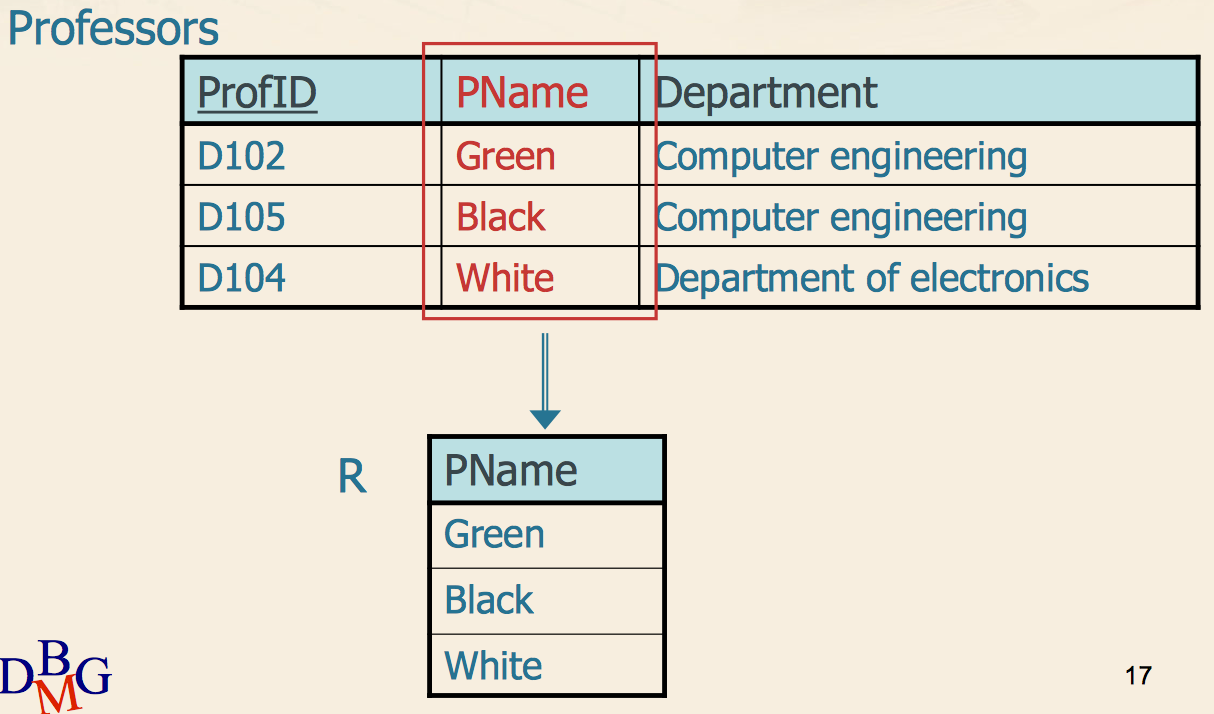 Professors
ProfID PName Department
D102 Green Computer engineering
D105 Black Computer engineering
D104 White Department of electronics
R PName
Green
Black
White
DBMG
17